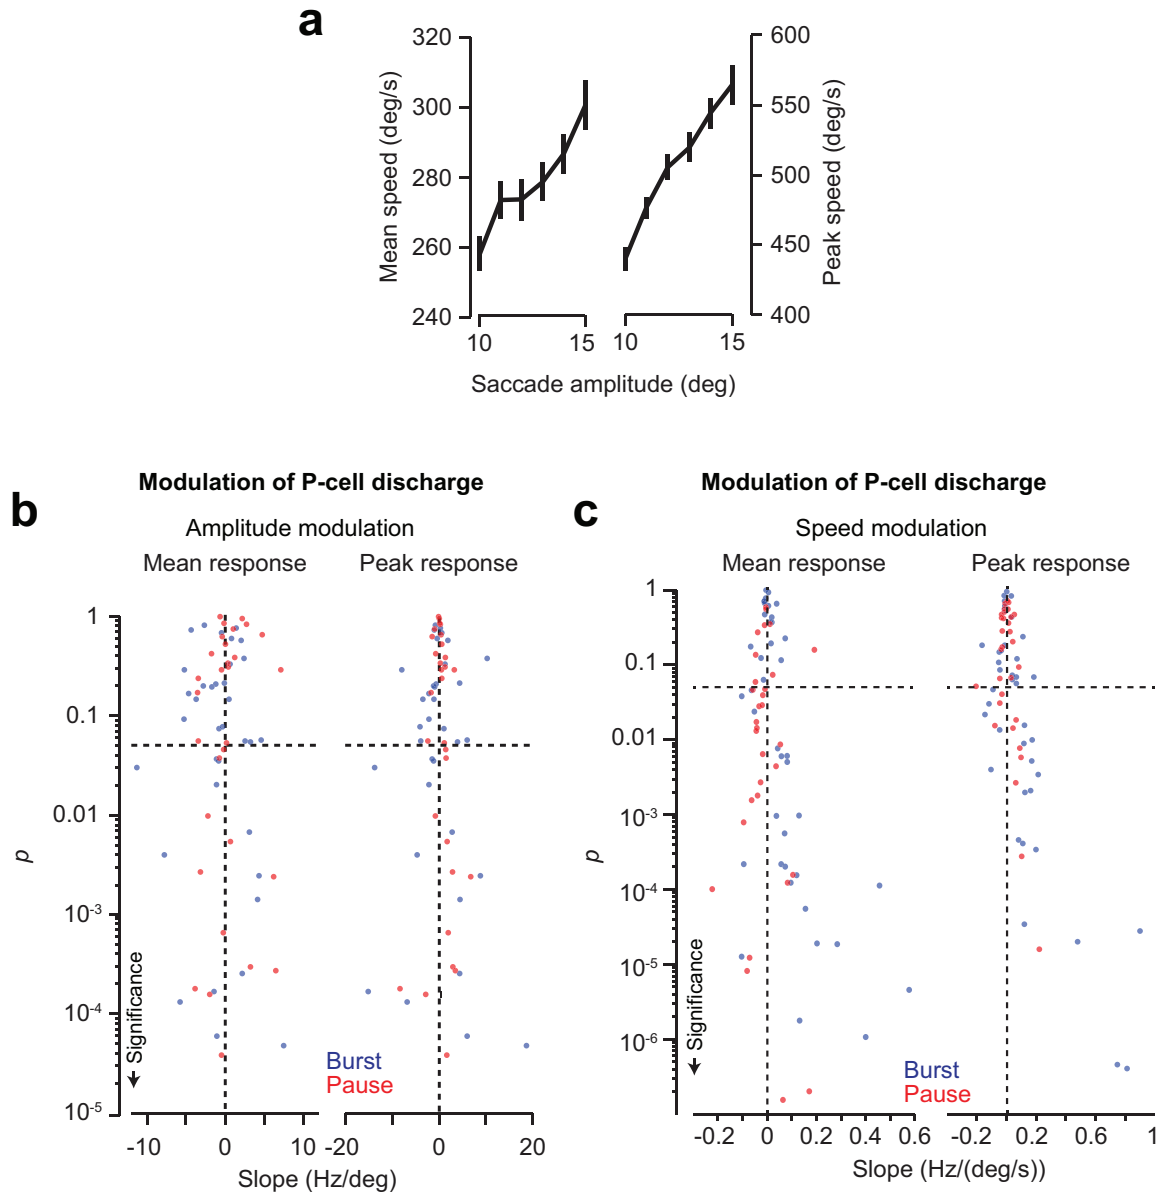 a
320
300
280
260
240
Mean speed (deg/s)
10
15
10
15
600
550
500
450
400
Peak speed (deg/s)
Saccade amplitude (deg)
b
Modulation of P-cell discharge
Amplitude modulation
Mean response
Peak response
1
0.1
0.01
10-3
10-4
10-5
p
Significance
Burst
Pause
-10
0
10
-20
0
20
Slope (Hz/deg)
c
Modulation of P-cell discharge
Speed modulation
Mean response
Peak response
1
0.1
0.01
10-3
10-4
10-5
10-6
p
Significance
Burst
Pause
-0.2
0
0.2
0.4
0.6
-0.2
0.2
0.6
1
Slope (Hz/(deg/s))